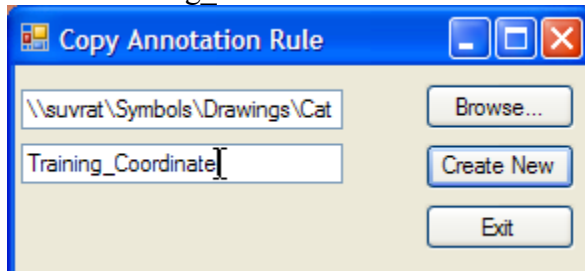 Copy Annotation Rule
\\suvrat\Symbols\Drawings\Cat
Browse...
Training_Coordinate
Create New
Exit